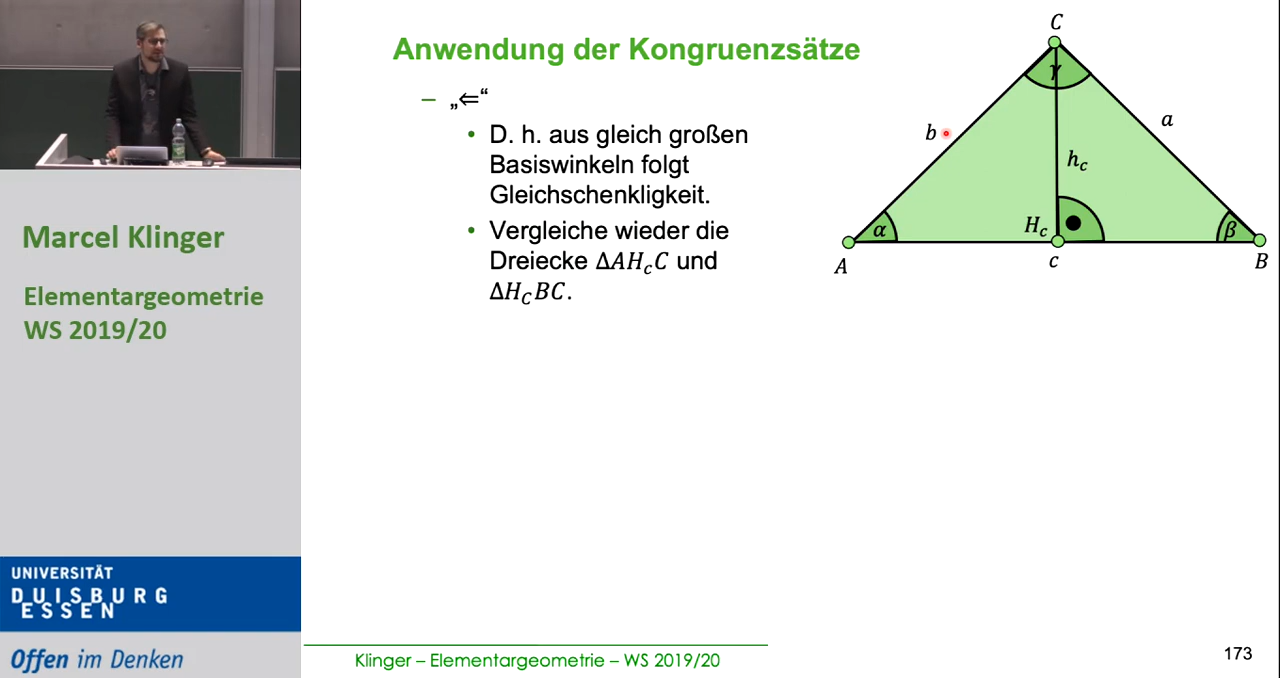 Marcel Klinger
Elementargeometrie
WS 2019/20
UNIVERSITÄT
DUISBURG
ESSEN
Offen im Denken
Anwendung der Kongruenzsätze
– „⇐“
• D. h. aus gleich großen
Basiswinkeln folgt
Gleichschenkligkeit.
• Vergleiche wieder die
Dreiecke ΔAH_cC und
ΔH_CBC.
C
γ
b
a
h_c
H_c
α
β
A
c
B
Klinger – Elementargeometrie – WS 2019/20
173